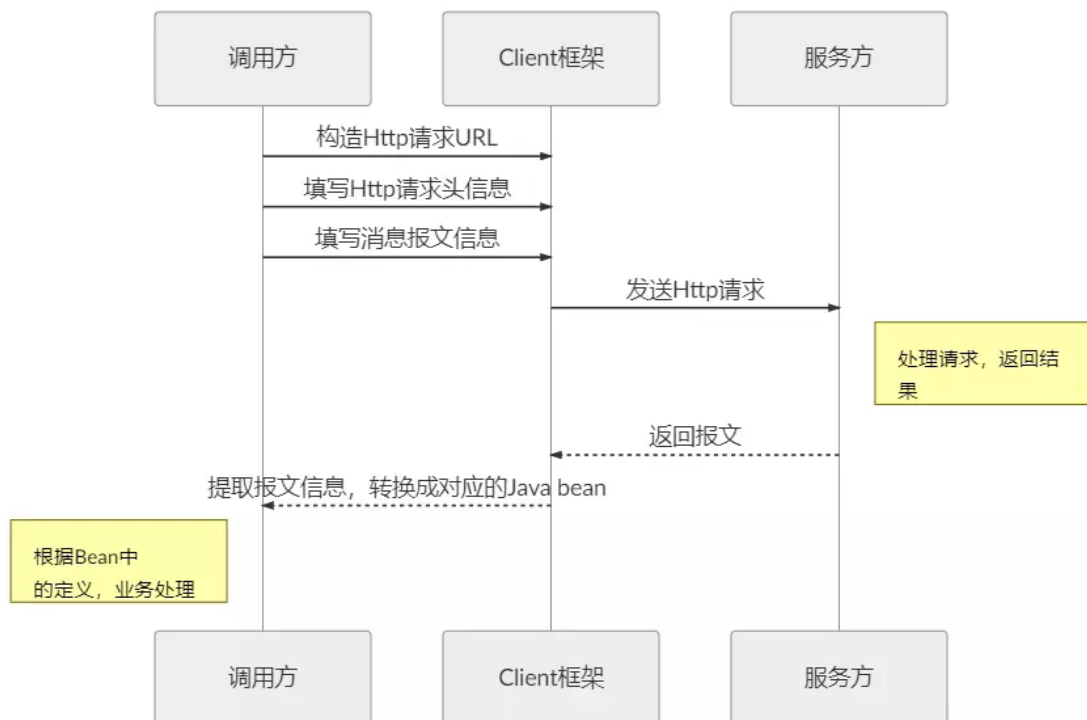 调用方
Client框架
服务方
构造Http请求URL
填写Http请求头信息
填写消息报文信息
发送Http请求
处理请求，返回结
果
返回报文
提取报文信息，转换成对应的Java bean
根据Bean中
的定义，业务处理
调用方
Client框架
服务方